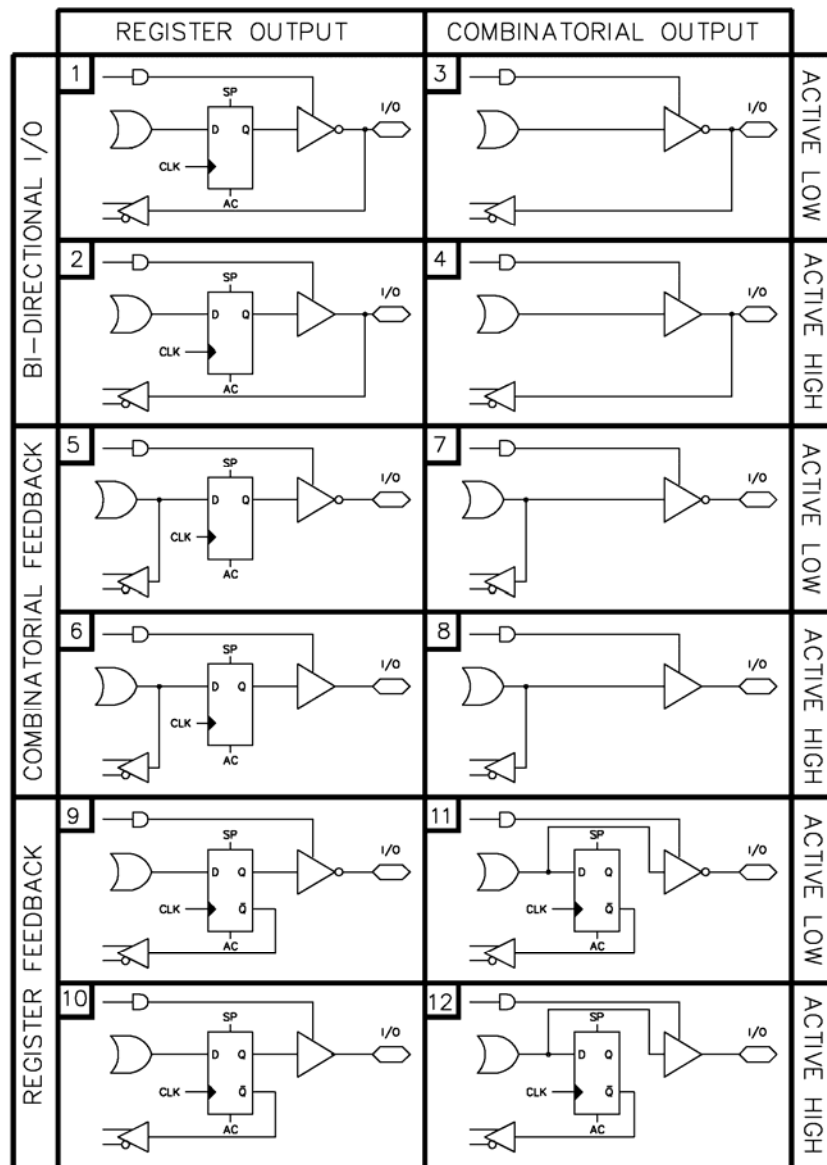 REGISTER OUTPUT
COMBINATORIAL OUTPUT
BI-DIRECTIONAL I/O
1
SP
I/O
D Q
CLK
AC
3
I/O
ACTIVE LOW
2
SP
I/O
D Q
CLK
AC
4
I/O
ACTIVE HIGH
COMBINATORIAL FEEDBACK
5
SP
I/O
D Q
CLK
AC
7
I/O
ACTIVE LOW
6
SP
I/O
D Q
CLK
AC
8
I/O
ACTIVE HIGH
REGISTER FEEDBACK
9
SP
I/O
D Q
CLK Q̅
AC
11
SP
I/O
D Q
CLK Q̅
AC
ACTIVE LOW
10
SP
I/O
D Q
CLK Q̅
AC
12
SP
I/O
D Q
CLK Q̅
AC
ACTIVE HIGH